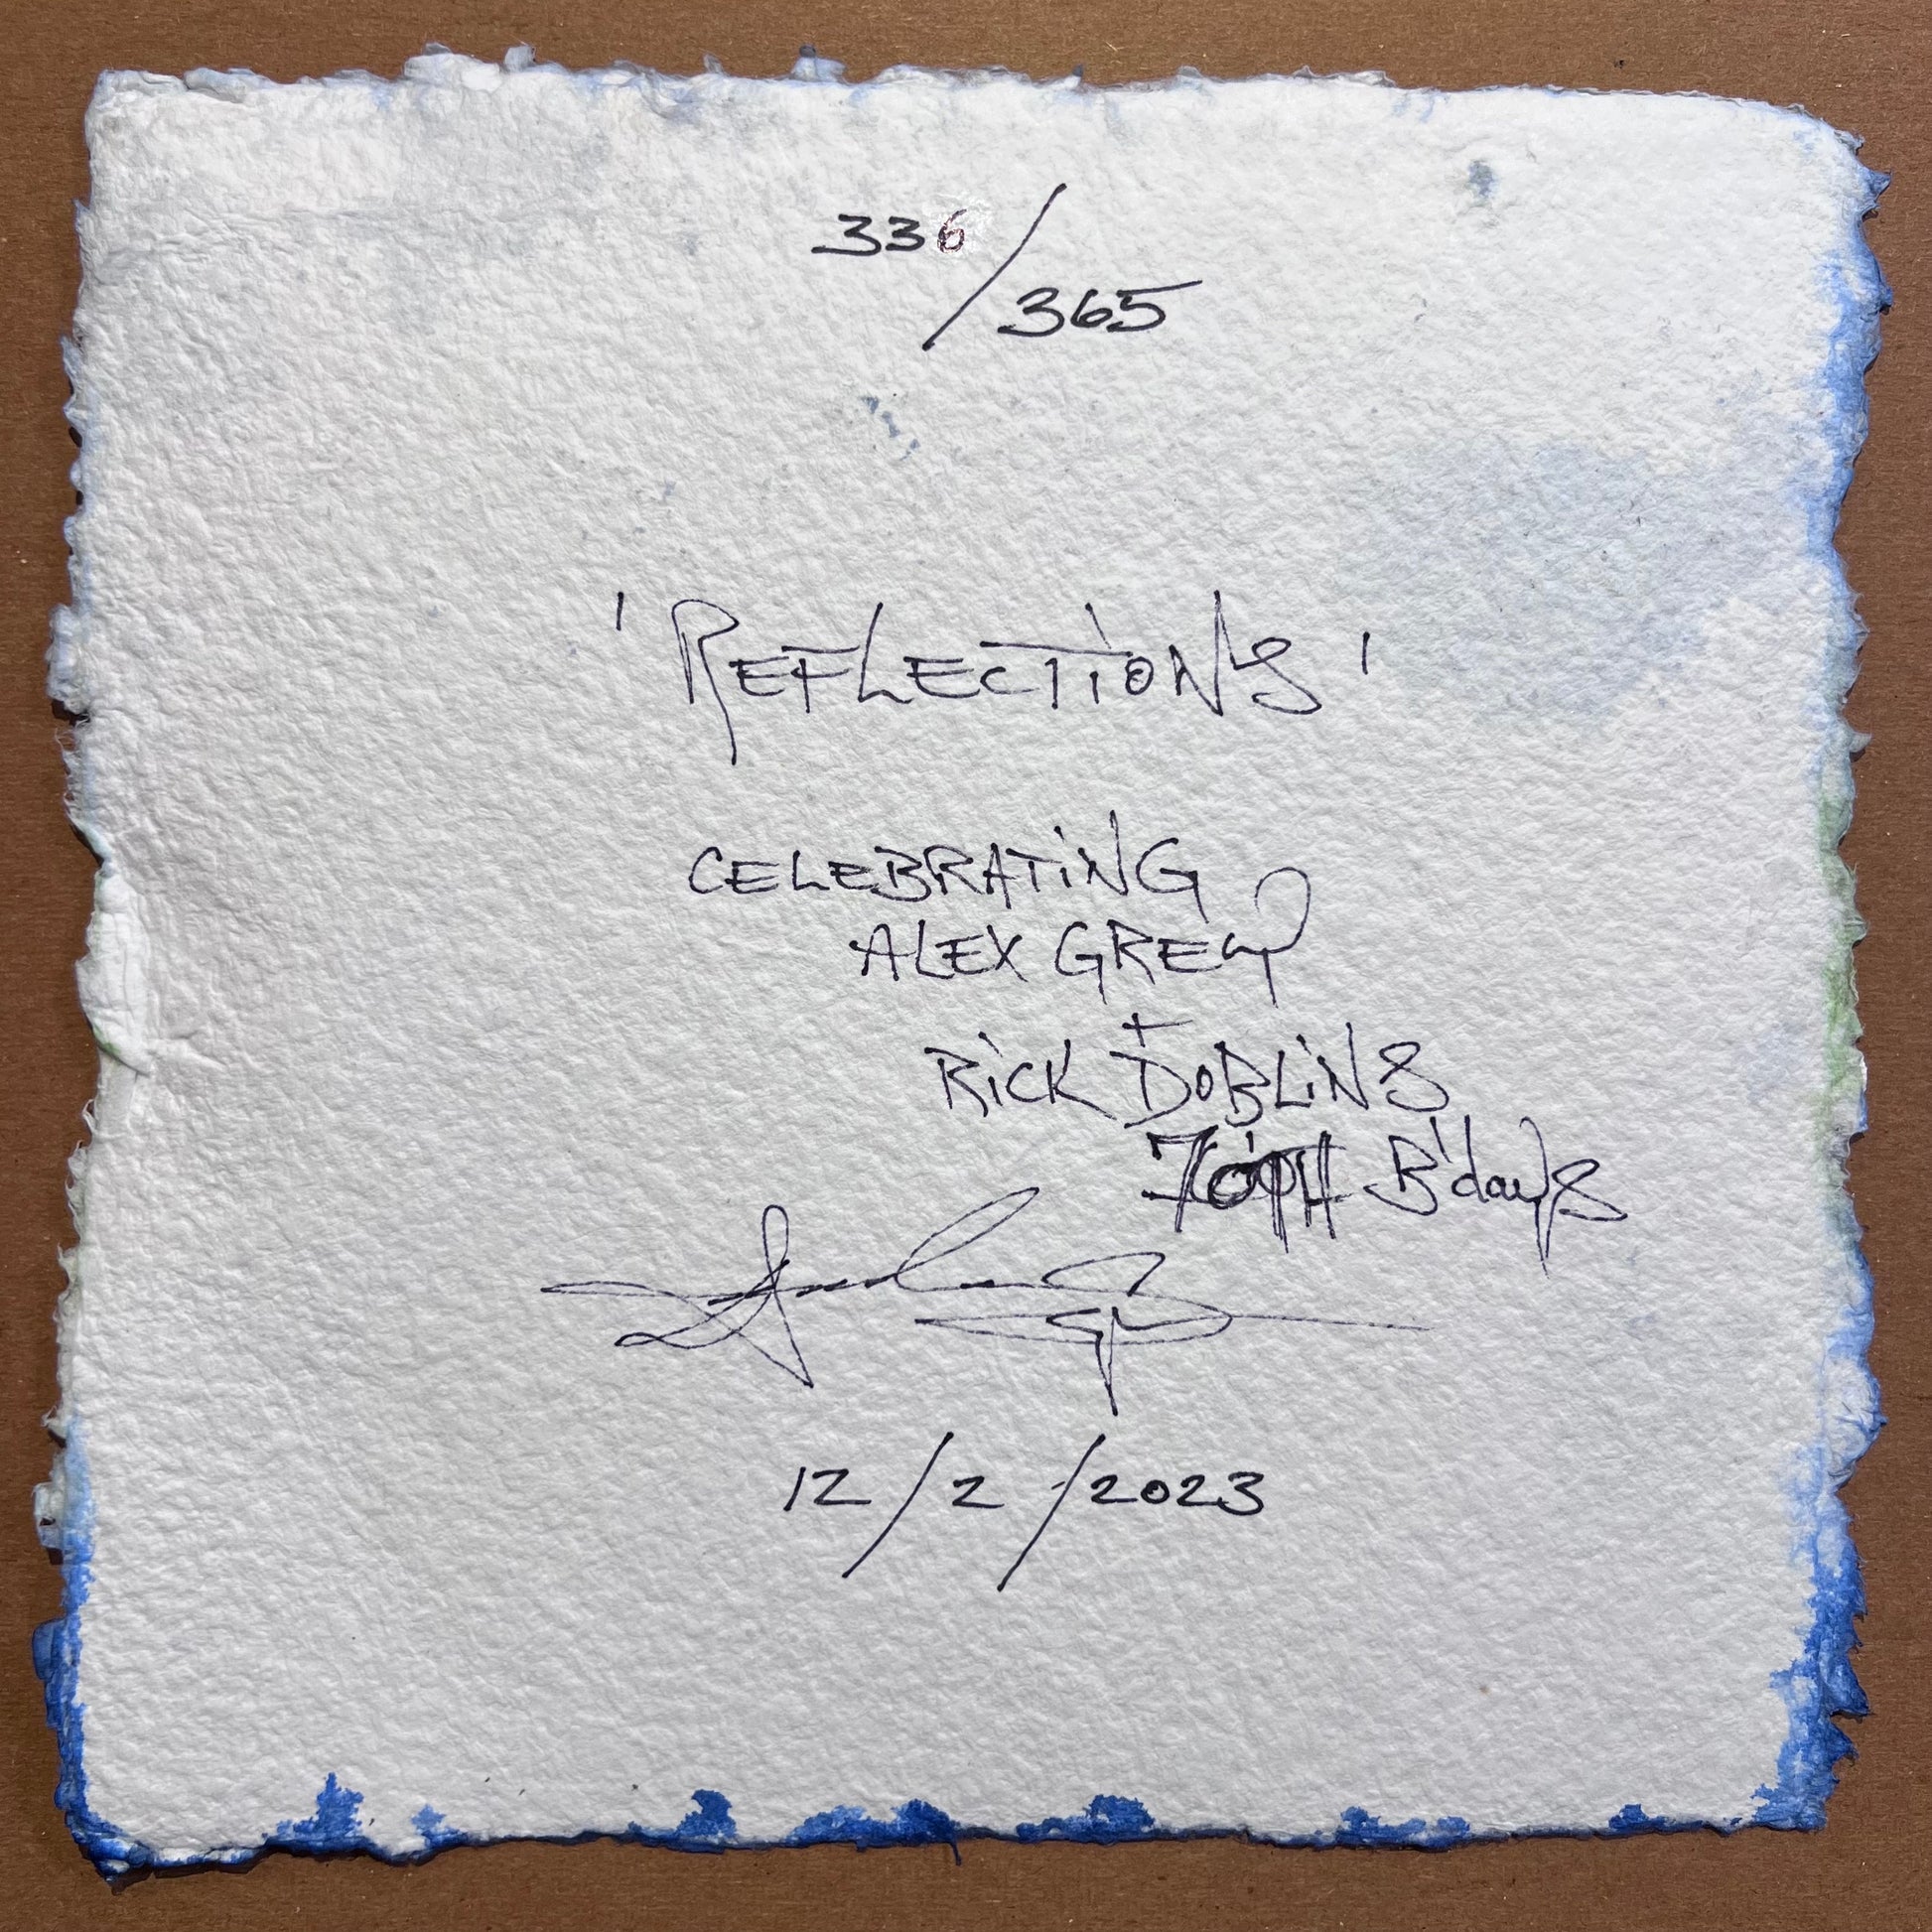 336/365
'REFLECTIONS'
CELEBRATiNG
ALEX GREY
+
RiCK DOBLiNS
70TH B'days
12/2/2023